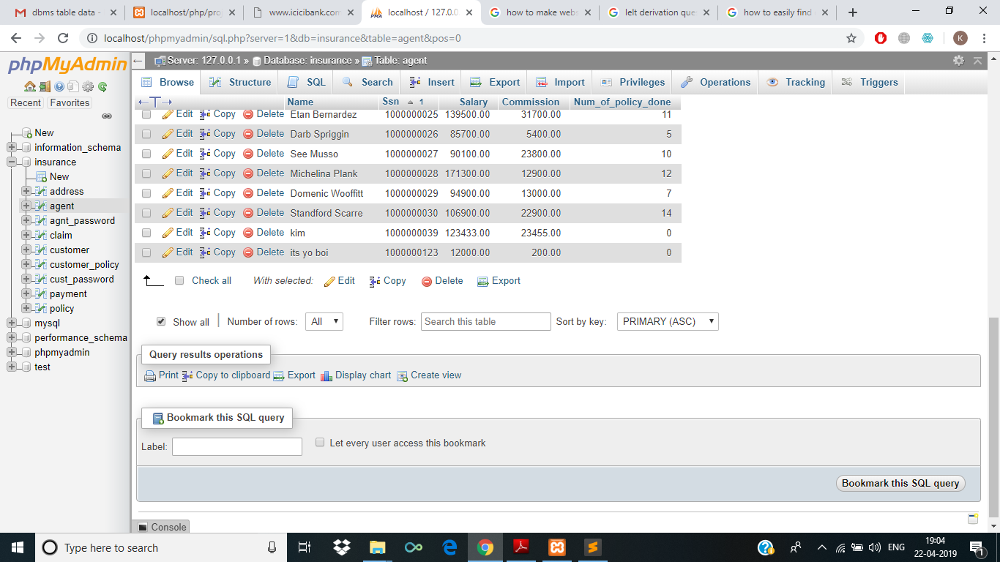 dbms table data - localhost/php/pro www.icicibank.com localhost / 127.0.0 how to make webs lelt derivation que how to easily find
localhost/phpmyadmin/sql.php?server=1&db=insurance&table=agent&pos=0 K
phpMyAdmin
Recent Favorites
New
information_schema
insurance
New
address
agent
agnt_password
claim
customer
customer_policy
cust_password
payment
policy
mysql
performance_schema
phpmyadmin
test
Server: 127.0.0.1 » Database: insurance » Table: agent
Browse Structure SQL Search Insert Export Import Privileges Operations Tracking Triggers
Name Ssn 1 Salary Commission Num_of_policy_done
Edit Copy Delete Etan Bernardez 1000000025 139500.00 31700.00 11
Edit Copy Delete Darb Spriggin 1000000026 85700.00 5400.00 5
Edit Copy Delete See Musso 1000000027 90100.00 23800.00 10
Edit Copy Delete Michelina Plank 1000000028 171300.00 12900.00 12
Edit Copy Delete Domenic Wooffitt 1000000029 94900.00 13000.00 7
Edit Copy Delete Standford Scarre 1000000030 106900.00 22900.00 14
Edit Copy Delete kim 1000000039 123433.00 23455.00 0
Edit Copy Delete its yo boi 1000000123 12000.00 200.00 0
Check all With selected: Edit Copy Delete Export
Show all Number of rows: All Filter rows: Search this table Sort by key: PRIMARY (ASC)
Query results operations
Print Copy to clipboard Export Display chart Create view
Bookmark this SQL query
Label: Let every user access this bookmark
Bookmark this SQL query
Console
Type here to search ENG 19:04
22-04-2019 1